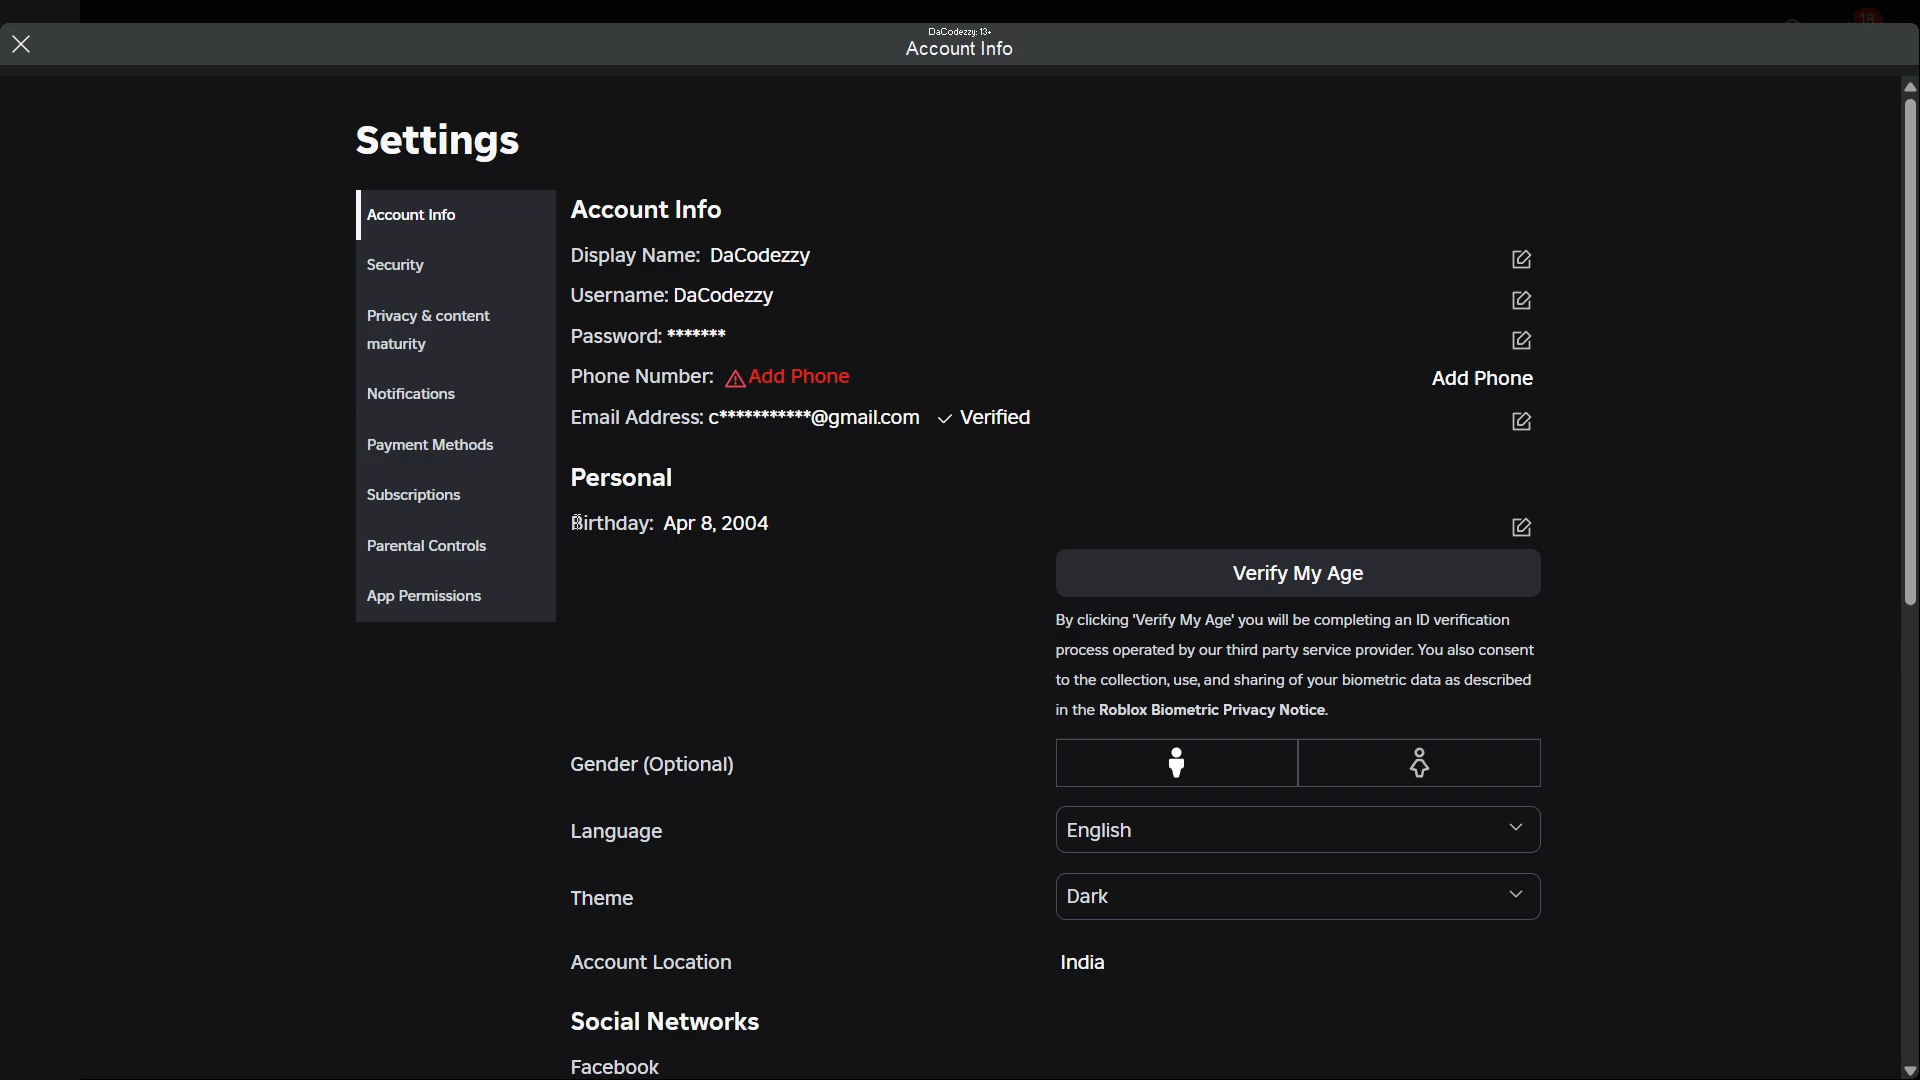 18
DaCodezzy: 13+
Account Info
Settings
Account Info
Security
Privacy & content
maturity
Notifications
Payment Methods
Subscriptions
Parental Controls
App Permissions
Account Info
Display Name: DaCodezzy
Username: DaCodezzy
Password: *******
Phone Number: Add Phone
Add Phone
Email Address: c***********@gmail.com Verified
Personal
Birthday: Apr 8, 2004
Verify My Age
By clicking 'Verify My Age' you will be completing an ID verification
process operated by our third party service provider. You also consent
to the collection, use, and sharing of your biometric data as described
in the Roblox Biometric Privacy Notice.
Gender (Optional)
Language
English
Theme
Dark
Account Location
India
Social Networks
Facebook